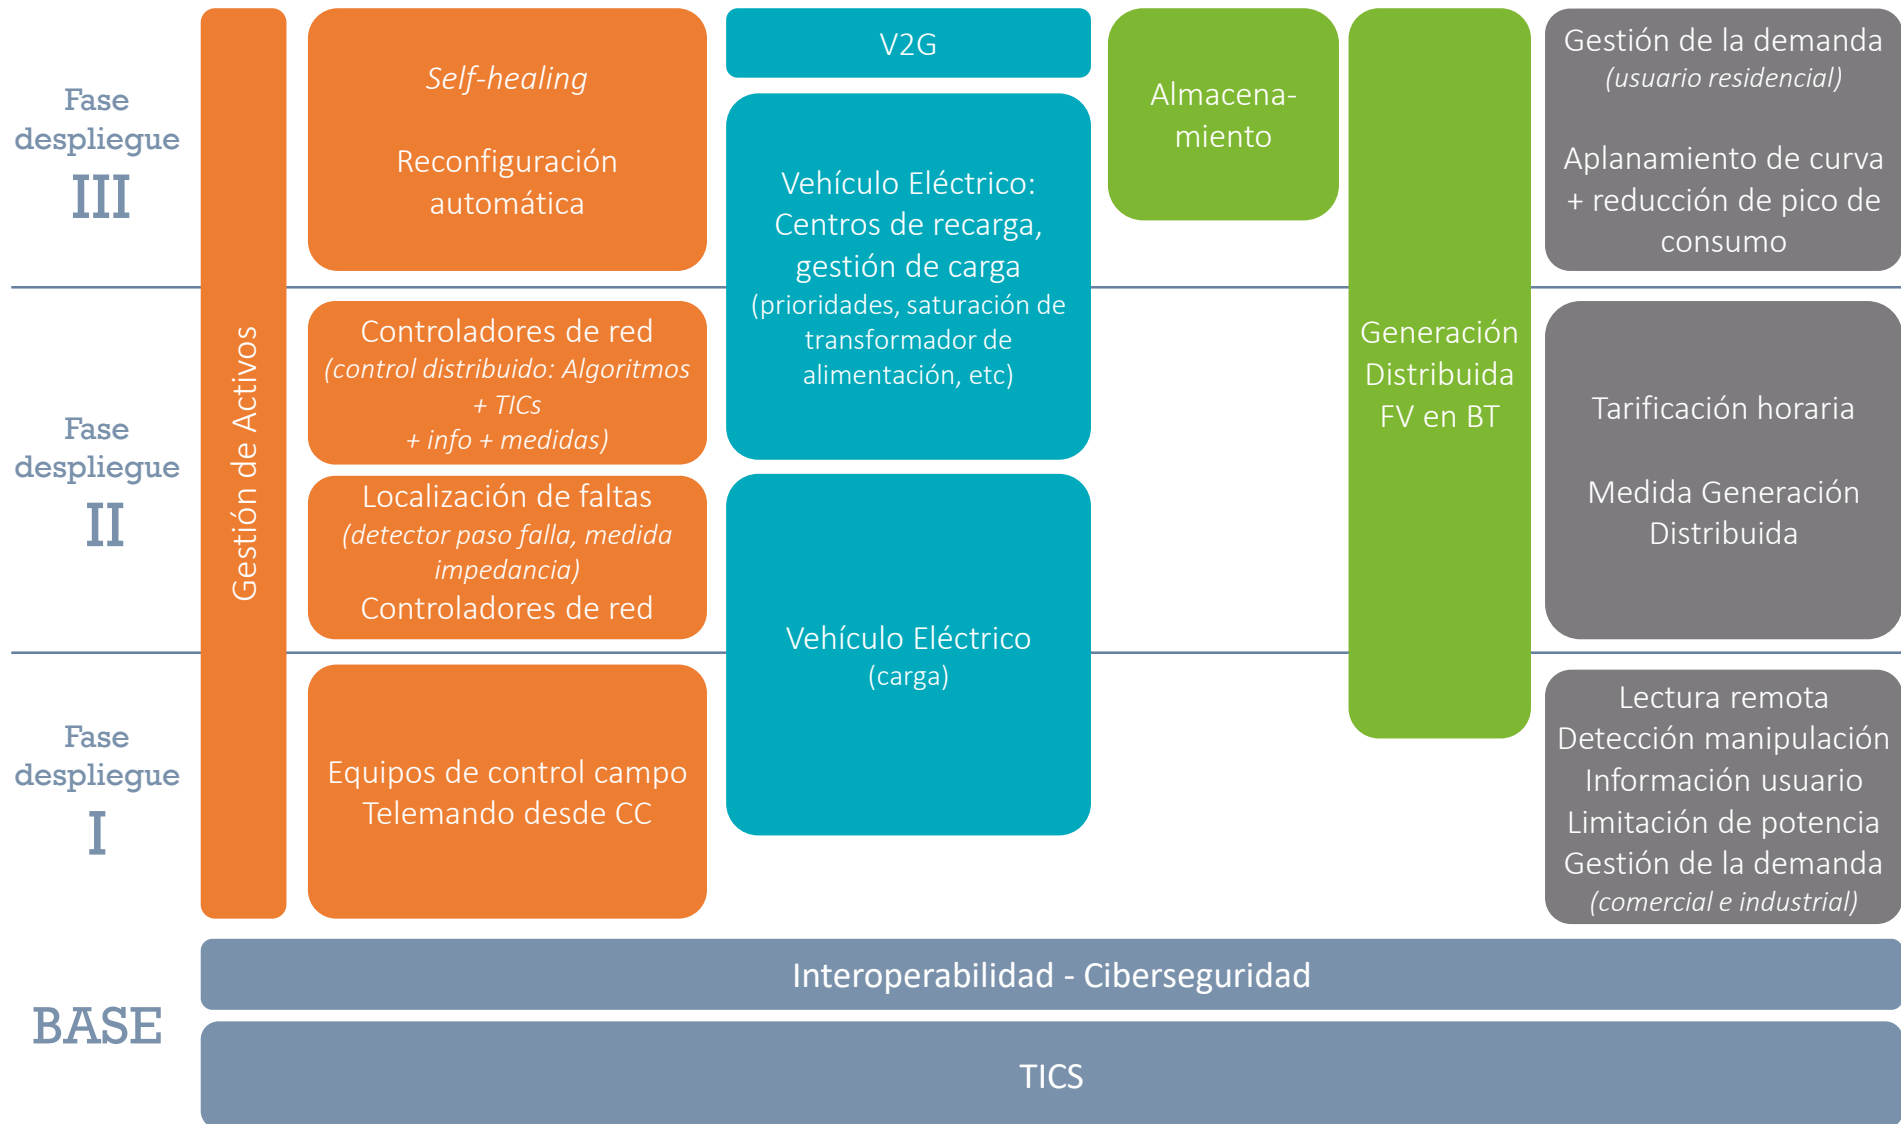 Fase
despliegue
III
Fase
despliegue
II
Fase
despliegue
I
BASE
Gestión de Activos
Self-healing
Reconfiguración
automática
Controladores de red
(control distribuido: Algoritmos
+ TICs
+ info + medidas)
Localización de faltas
(detector paso falla, medida
impedancia)
Controladores de red
Equipos de control campo
Telemando desde CC
V2G
Vehículo Eléctrico:
Centros de recarga,
gestión de carga
(prioridades, saturación de
transformador de
alimentación, etc)
Vehículo Eléctrico
(carga)
Almacena-
miento
Generación
Distribuida
FV en BT
Gestión de la demanda
(usuario residencial)
Aplanamiento de curva
+ reducción de pico de
consumo
Tarificación horaria
Medida Generación
Distribuida
Lectura remota
Detección manipulación
Información usuario
Limitación de potencia
Gestión de la demanda
(comercial e industrial)
Interoperabilidad - Ciberseguridad
TICS